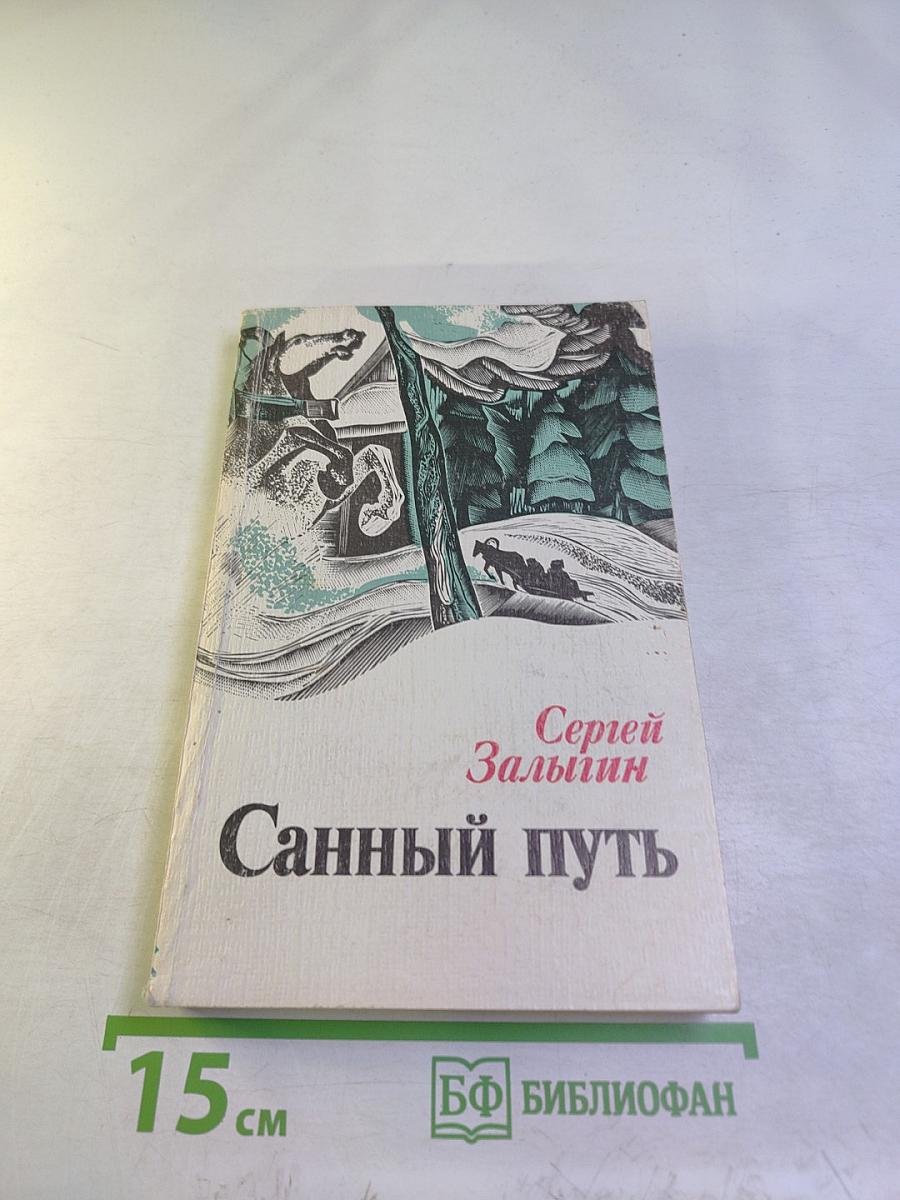 Сергей
Залыгин
Санный путь
15 см
БФ БИБЛИОФАН